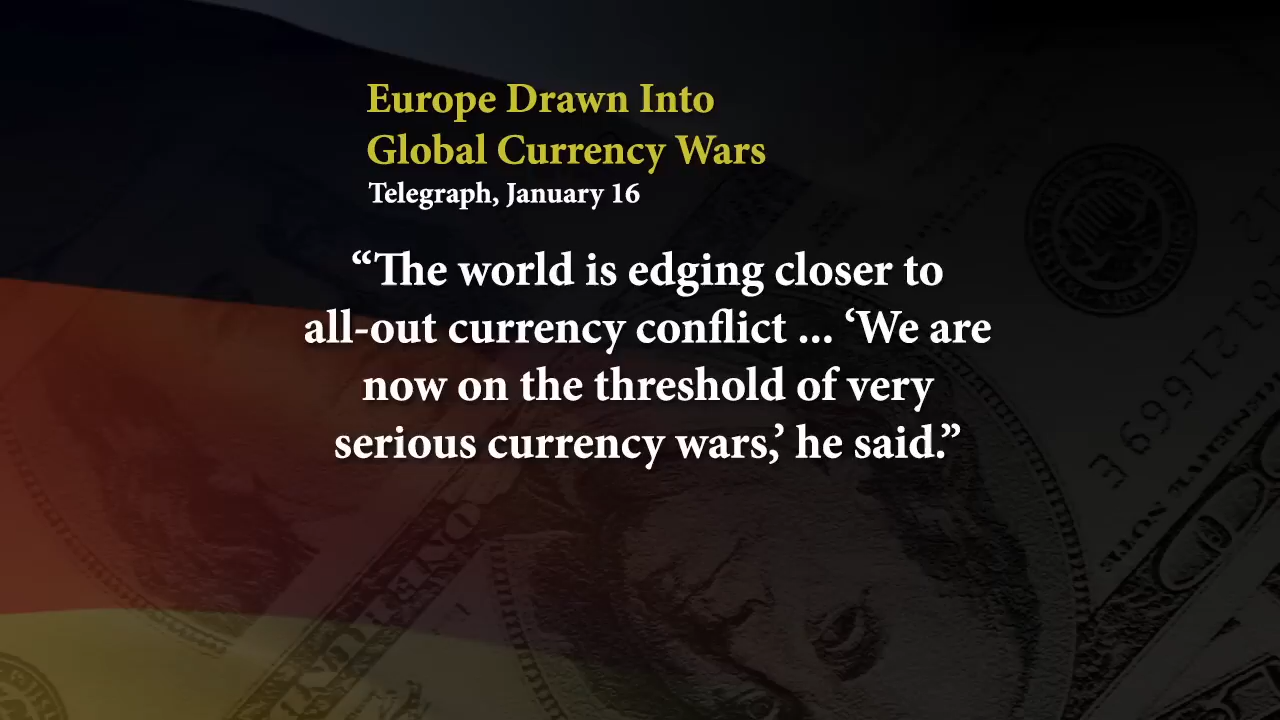 Europe Drawn Into
Global Currency Wars
Telegraph, January 16
“The world is edging closer to
all-out currency conflict ... ‘We are
now on the threshold of very
serious currency wars,’ he said.”